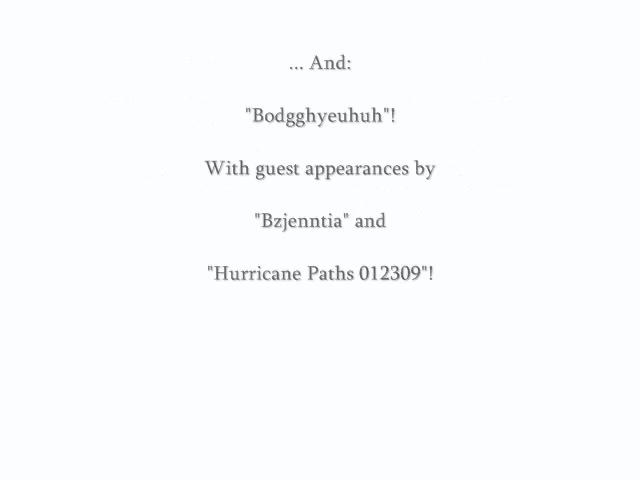 ... And:
"Bodgghyeuhuh"!
With guest appearances by
"Bzjenntia" and
"Hurricane Paths 012309"!